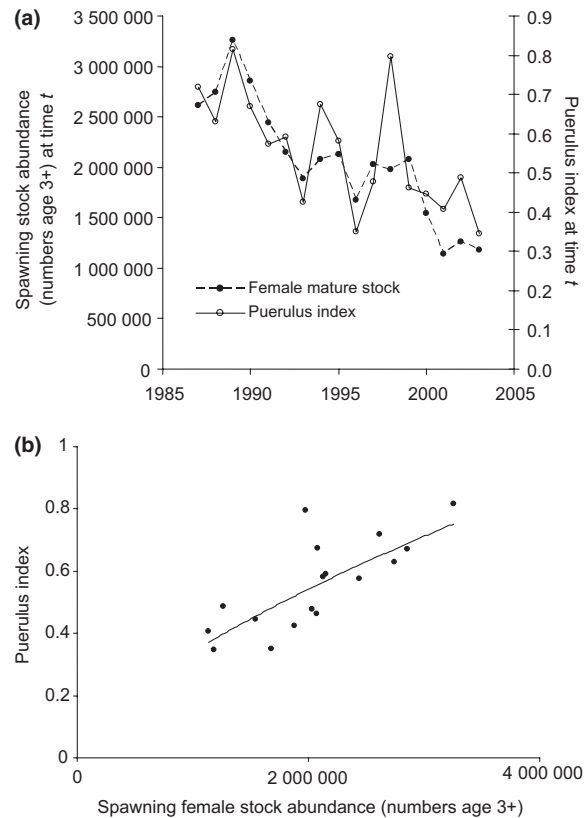 (a)
3 500 000
3 000 000
2 500 000
2 000 000
1 500 000
1 000 000
500 000
0
Spawning stock abundance
(numbers age 3+) at time t
0.9
0.8
0.7
0.6
0.5
0.4
0.3
0.2
0.1
0.0
Puerulus index at time t
Female mature stock
Puerulus index
1985
1990
1995
2000
2005
(b)
1
0.8
0.6
0.4
0.2
0
Puerulus index
0
2 000 000
4 000 000
Spawning female stock abundance (numbers age 3+)